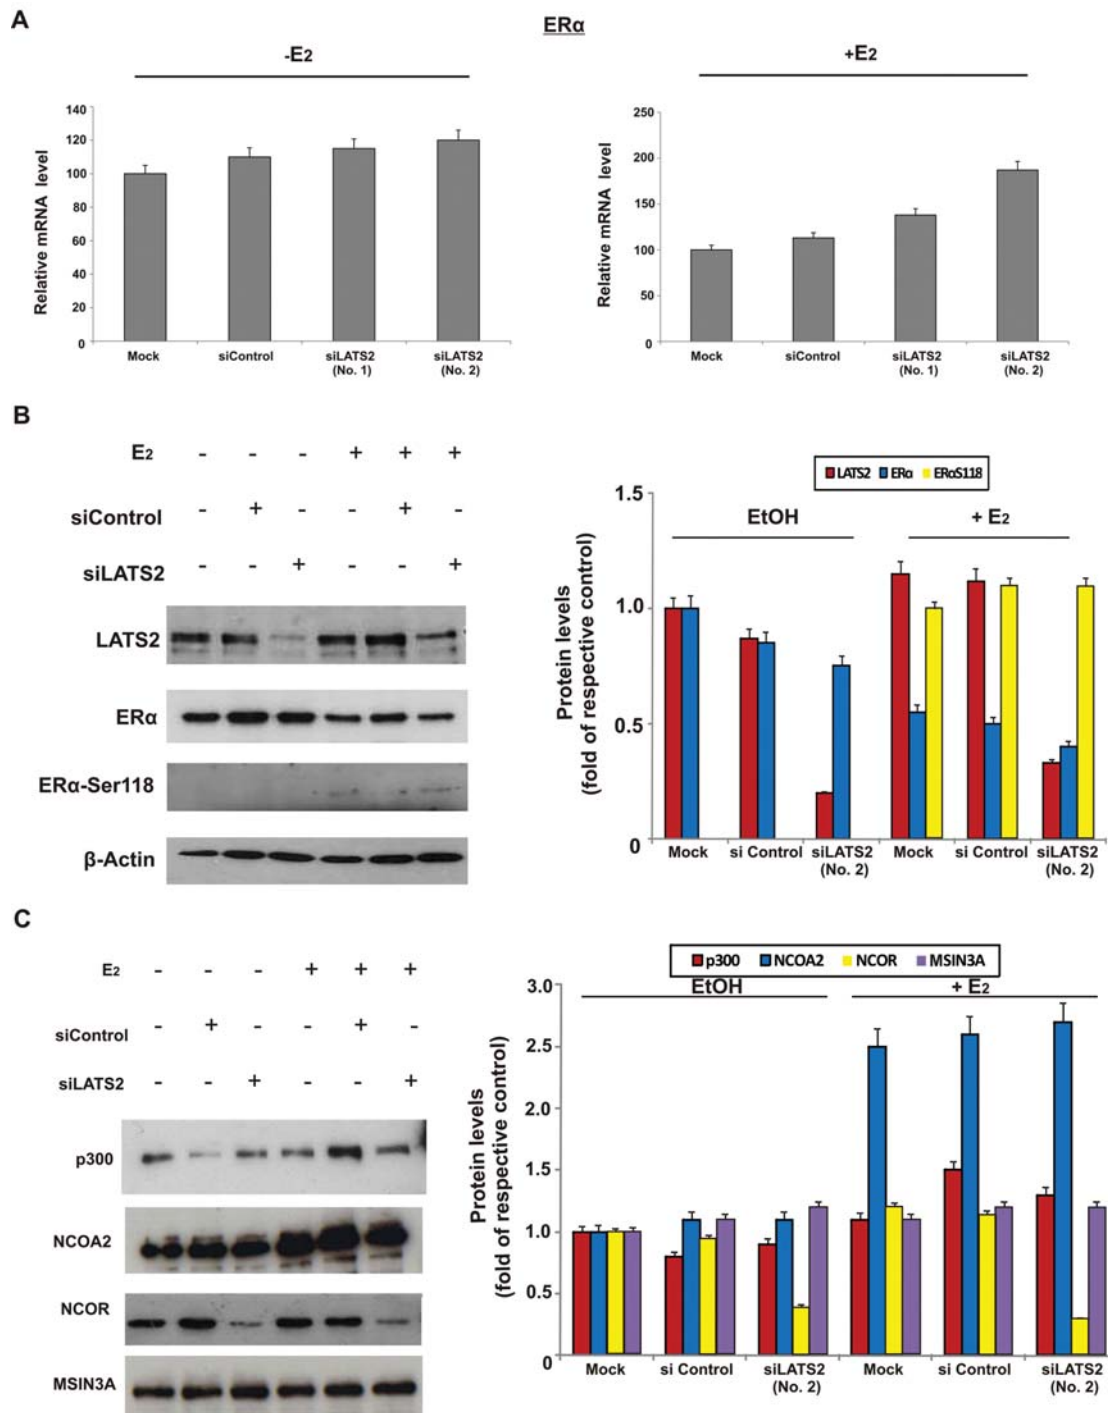 A
ERα
-E2
+E2
140
120
100
80
60
40
20
0
Relative mRNA level
Mock
siControl
siLATS2
(No. 1)
siLATS2
(No. 2)
250
200
150
100
50
0
Relative mRNA level
Mock
siControl
siLATS2
(No. 1)
siLATS2
(No. 2)
B
E2 - - - + + +
siControl - + - - + -
siLATS2 - - + - - +
LATS2
ERα
ERα-Ser118
β-Actin
LATS2 ERα ERαS118
EtOH
+ E2
1.5
1.0
0.5
0
Protein levels
(fold of respective control)
Mock
si Control
siLATS2
(No. 2)
Mock
si Control
siLATS2
(No. 2)
C
E2 - - - + + +
siControl - + - - + -
siLATS2 - - + - - +
p300
NCOA2
NCOR
MSIN3A
p300 NCOA2 NCOR MSIN3A
EtOH
+ E2
3.0
2.5
2.0
1.5
1.0
0.5
0
Protein levels
(fold of respective control)
Mock
si Control
siLATS2
(No. 2)
Mock
si Control
siLATS2
(No. 2)